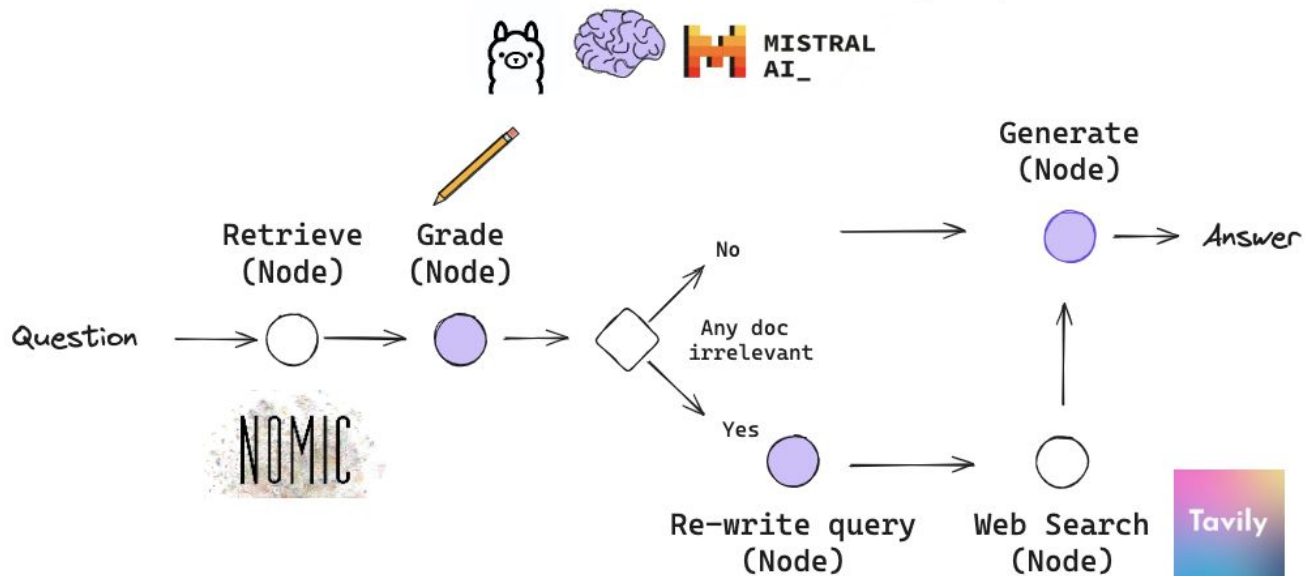 MISTRAL
AI_
Generate
(Node)
Retrieve
(Node)
Grade
(Node)
No
Answer
Question
Any doc
irrelevant
NOMIC
Yes
Re-write query
(Node)
Web Search
(Node)
Tavily